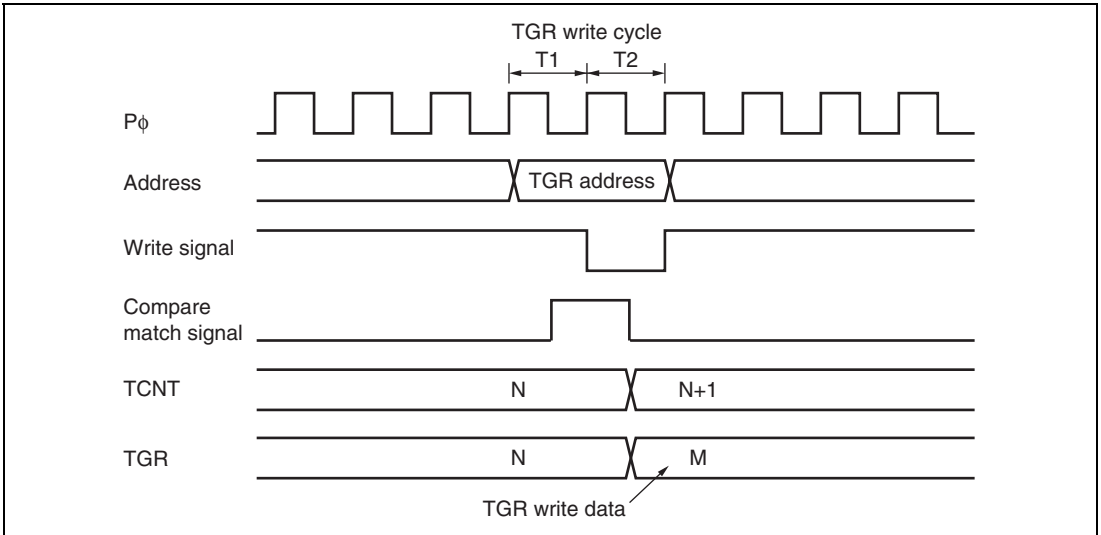 TGR write cycle
T1 T2
Pϕ
Address
TGR address
Write signal
Compare
match signal
TCNT
N
N+1
TGR
N
M
TGR write data